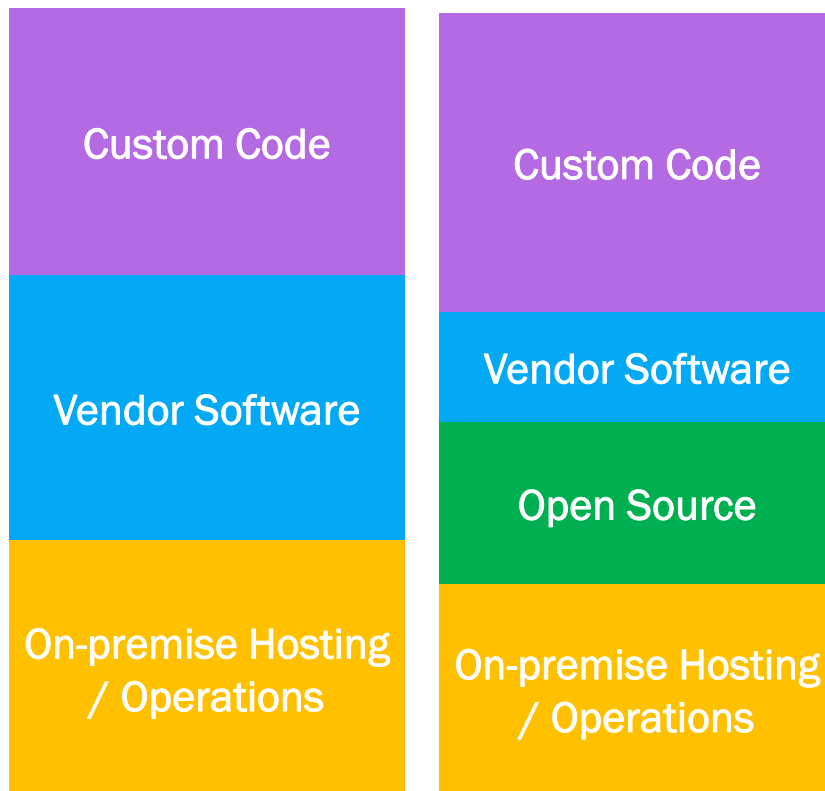 Custom Code
Vendor Software
On-premise Hosting
/ Operations
Custom Code
Vendor Software
Open Source
On-premise Hosting
/ Operations